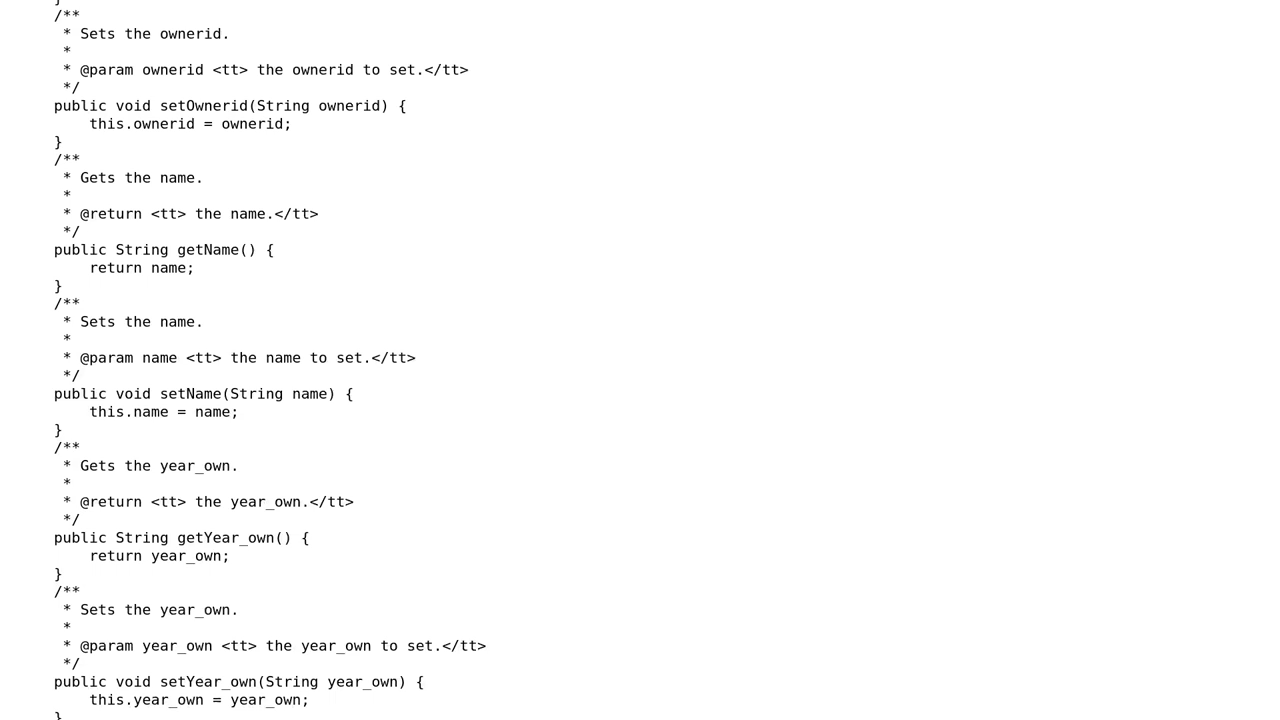 }
/**
 * Sets the ownerid.
 *
 * @param ownerid <tt> the ownerid to set.</tt>
 */
public void setOwnerid(String ownerid) {
    this.ownerid = ownerid;
}
/**
 * Gets the name.
 *
 * @return <tt> the name.</tt>
 */
public String getName() {
    return name;
}
/**
 * Sets the name.
 *
 * @param name <tt> the name to set.</tt>
 */
public void setName(String name) {
    this.name = name;
}
/**
 * Gets the year_own.
 *
 * @return <tt> the year_own.</tt>
 */
public String getYear_own() {
    return year_own;
}
/**
 * Sets the year_own.
 *
 * @param year_own <tt> the year_own to set.</tt>
 */
public void setYear_own(String year_own) {
    this.year_own = year_own;
}